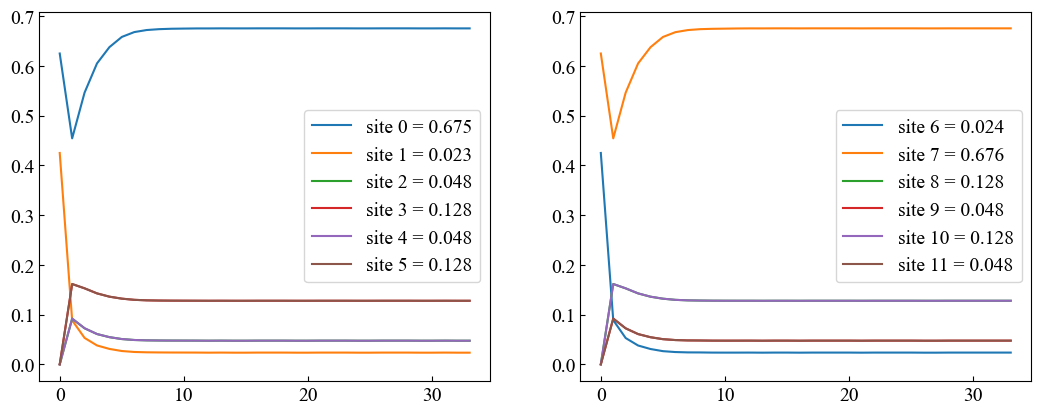 0.7
0.6
0.5
0.4
0.3
0.2
0.1
0.0
0 10 20 30
site 0 = 0.675
site 1 = 0.023
site 2 = 0.048
site 3 = 0.128
site 4 = 0.048
site 5 = 0.128
0.7
0.6
0.5
0.4
0.3
0.2
0.1
0.0
0 10 20 30
site 6 = 0.024
site 7 = 0.676
site 8 = 0.128
site 9 = 0.048
site 10 = 0.128
site 11 = 0.048